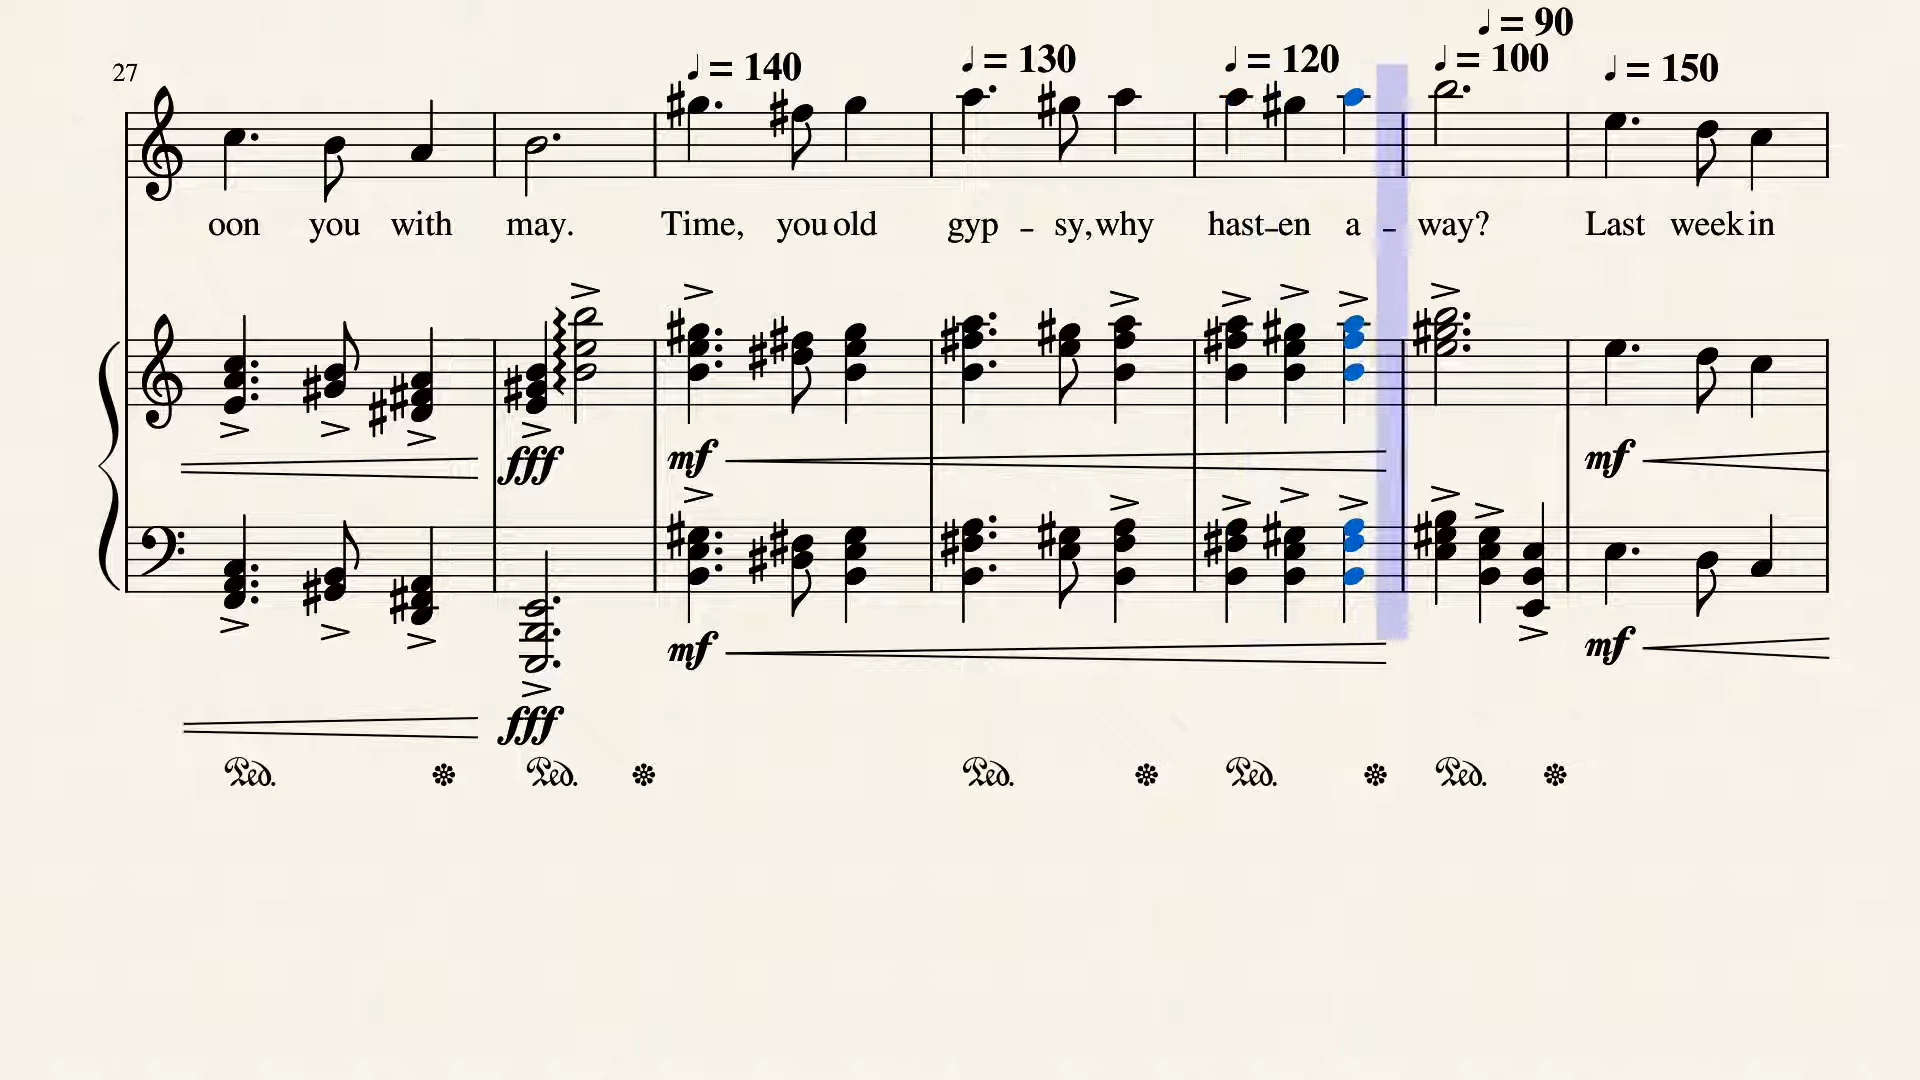 ♩ = 90
27 ♩ = 140 ♩ = 130 ♩ = 120 ♩ = 100 ♩ = 150
oon you with may. Time, you old gyp - sy, why hast-en a - way? Last week in
fff mf mf
mf mf
fff
Ped. * Ped. * Ped. * Ped. * Ped. *